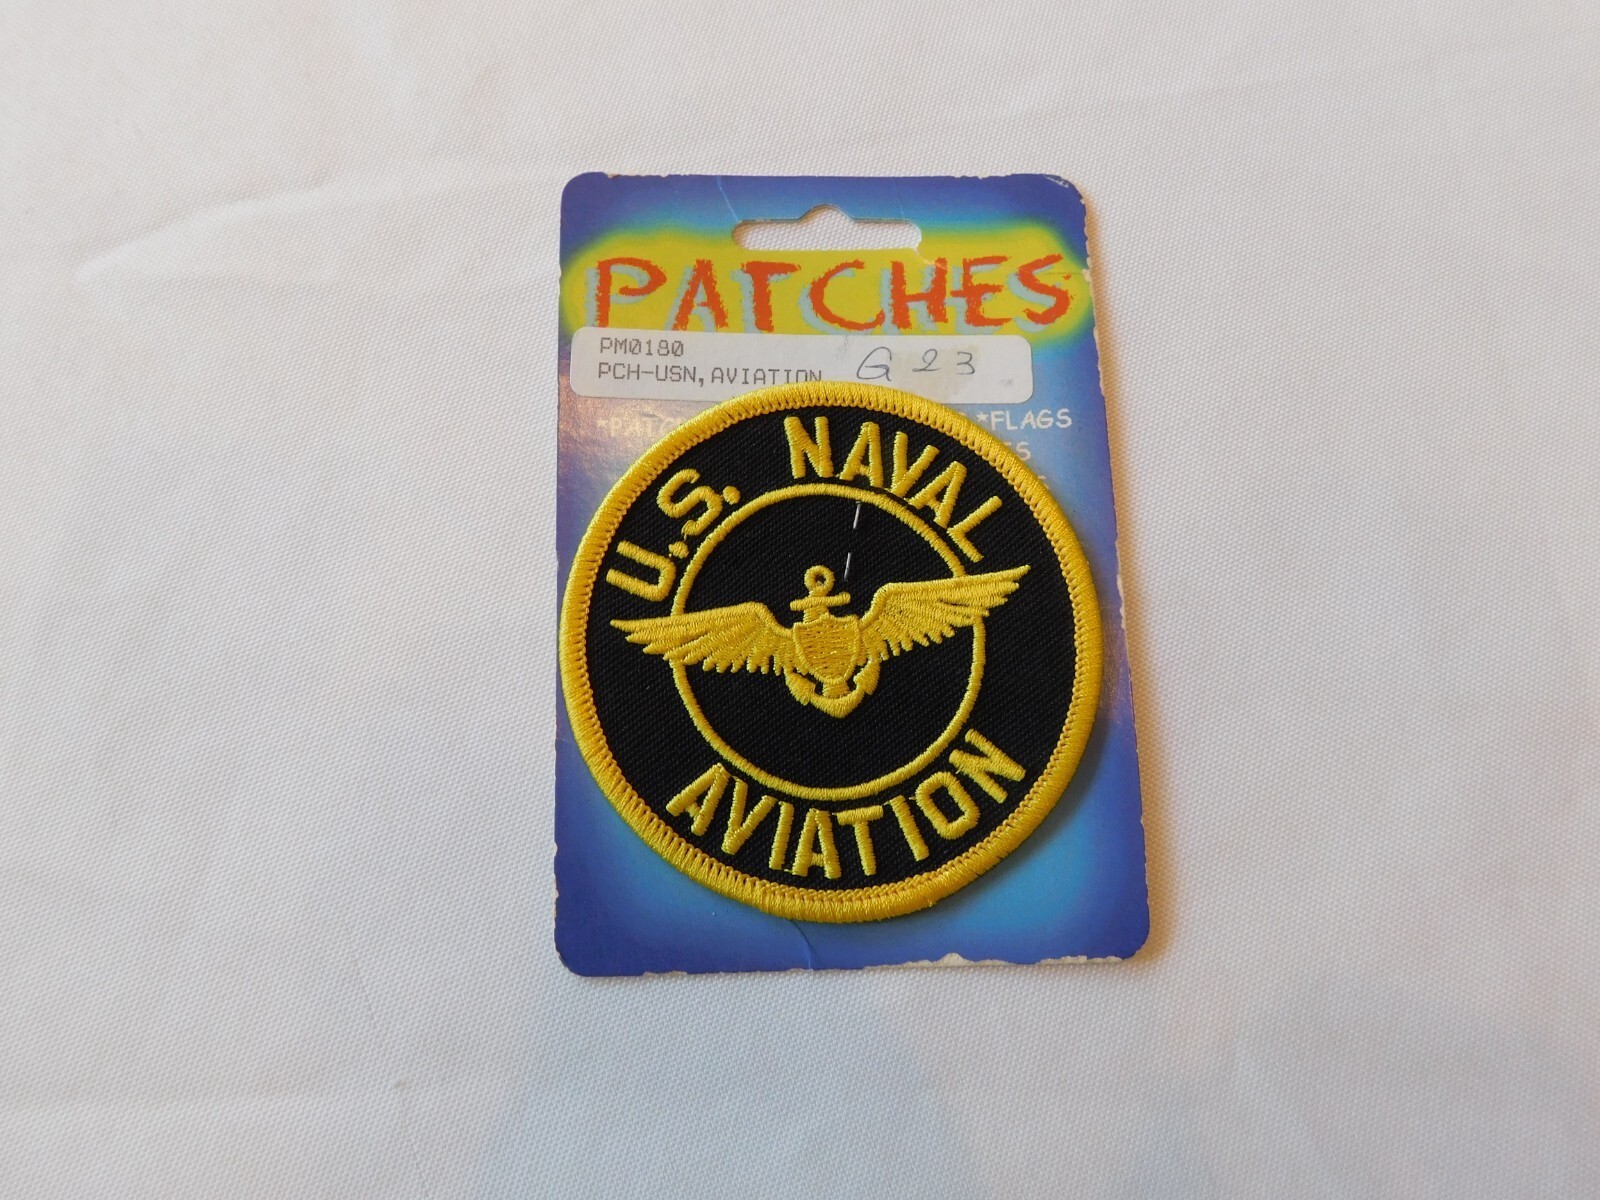 PATCHES
PM0180
PCH-USN, AVIATION G 23
*FLAGS
U.S. NAVAL
AVIATION